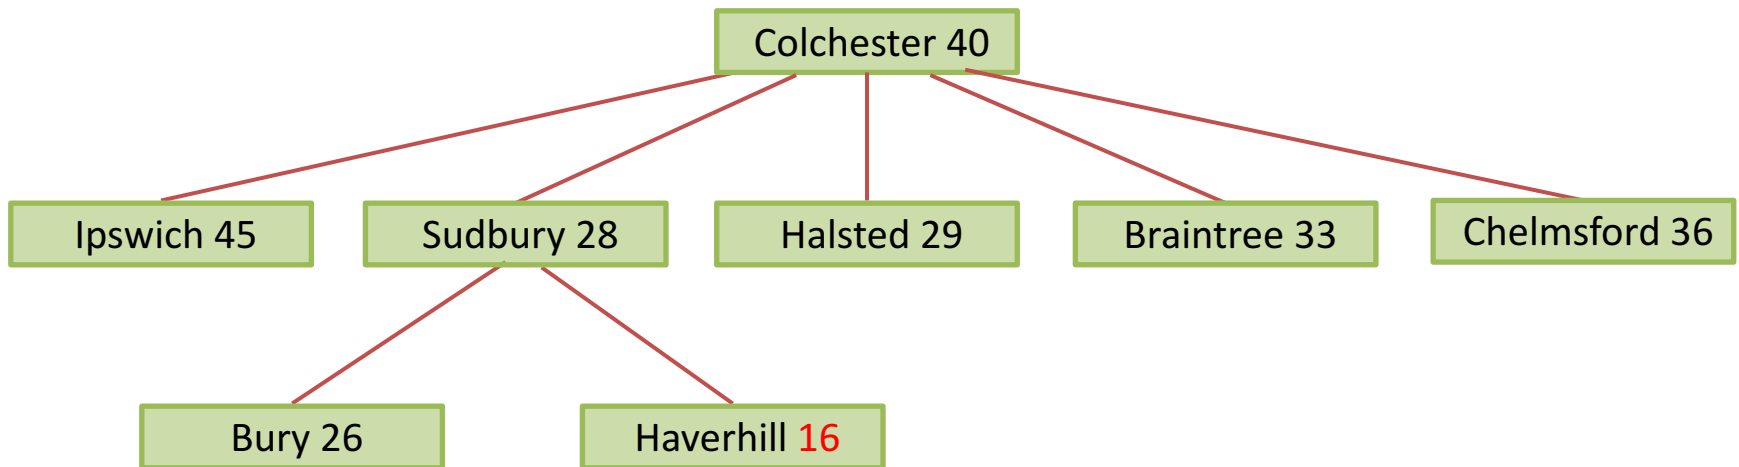 Colchester 40
Ipswich 45
Sudbury 28
Halsted 29
Braintree 33
Chelmsford 36
Bury 26
Haverhill 16